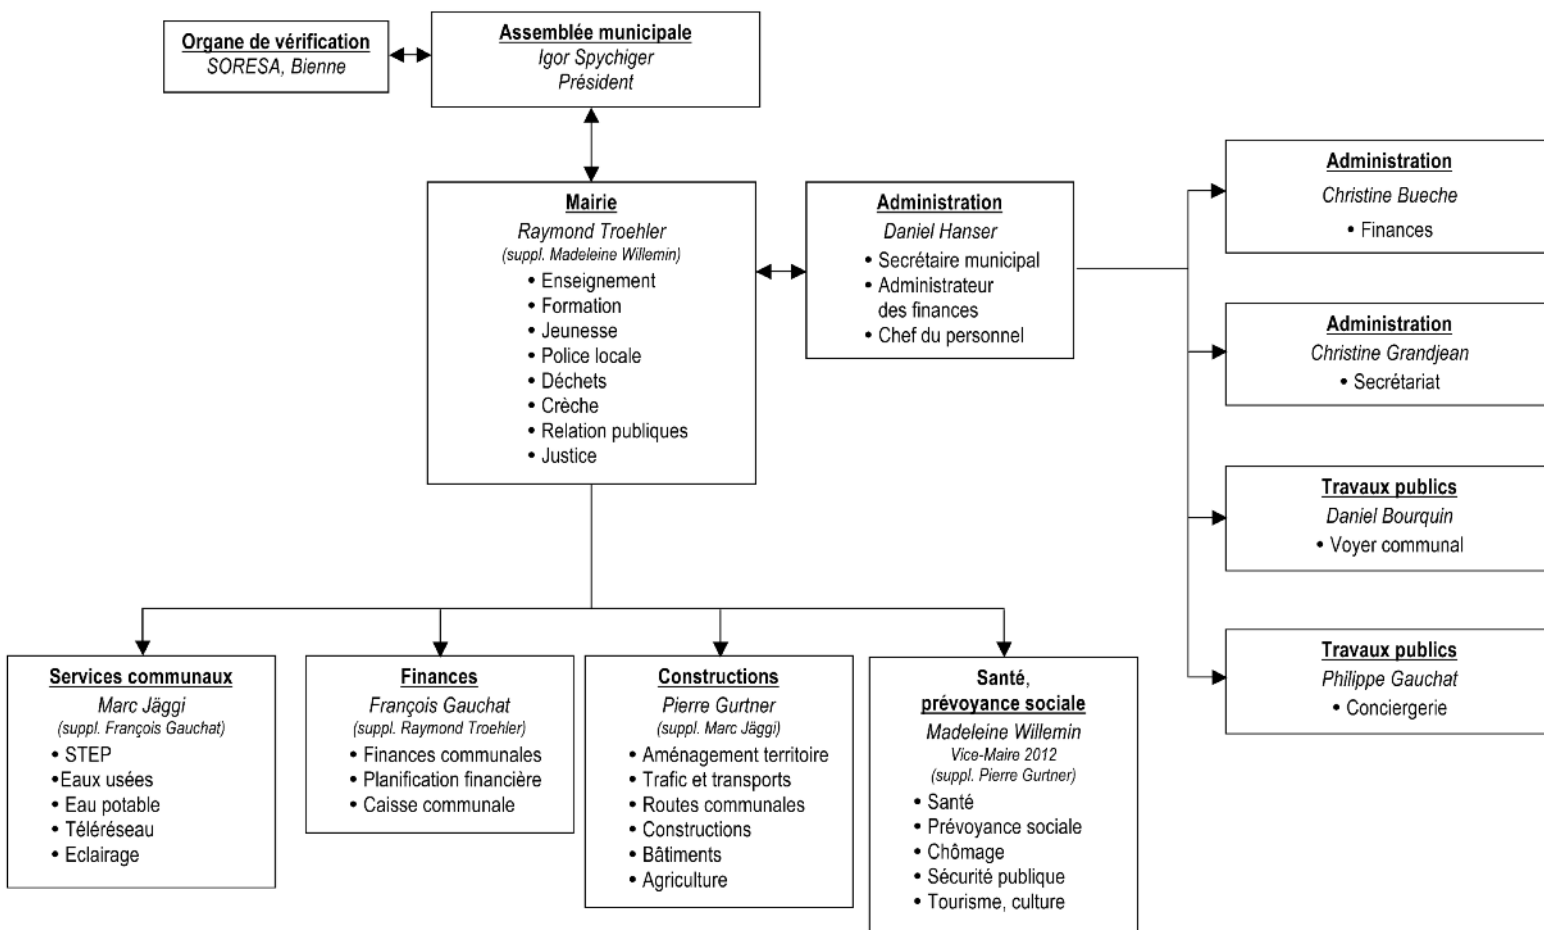 Organe de vérification
SORESA, Bienne
Assemblée municipale
Igor Spychiger
Président
Mairie
Raymond Troehler
(suppl. Madeleine Willemin)
• Enseignement
• Formation
• Jeunesse
• Police locale
• Déchets
• Crèche
• Relation publiques
• Justice
Administration
Daniel Hanser
• Secrétaire municipal
• Administrateur
des finances
• Chef du personnel
Administration
Christine Bueche
• Finances
Administration
Christine Grandjean
• Secrétariat
Travaux publics
Daniel Bourquin
• Voyer communal
Travaux publics
Philippe Gauchat
• Conciergerie
Services communaux
Marc Jäggi
(suppl. François Gauchat)
• STEP
•Eaux usées
• Eau potable
• Téléréseau
• Eclairage
Finances
François Gauchat
(suppl. Raymond Troehler)
• Finances communales
• Planification financière
• Caisse communale
Constructions
Pierre Gurtner
(suppl. Marc Jäggi)
• Aménagement territoire
• Trafic et transports
• Routes communales
• Constructions
• Bâtiments
• Agriculture
Santé,
prévoyance sociale
Madeleine Willemin
Vice-Maire 2012
(suppl. Pierre Gurtner)
• Santé
• Prévoyance sociale
• Chômage
• Sécurité publique
• Tourisme, culture